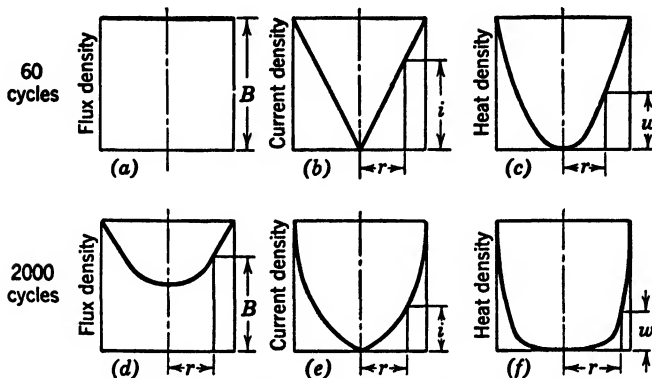 60
cycles
Flux density
B
(a)
Current density
i
r
(b)
Heat density
w
r
(c)
2000
cycles
Flux density
B
r
(d)
Current density
i
r
(e)
Heat density
w
r
(f)